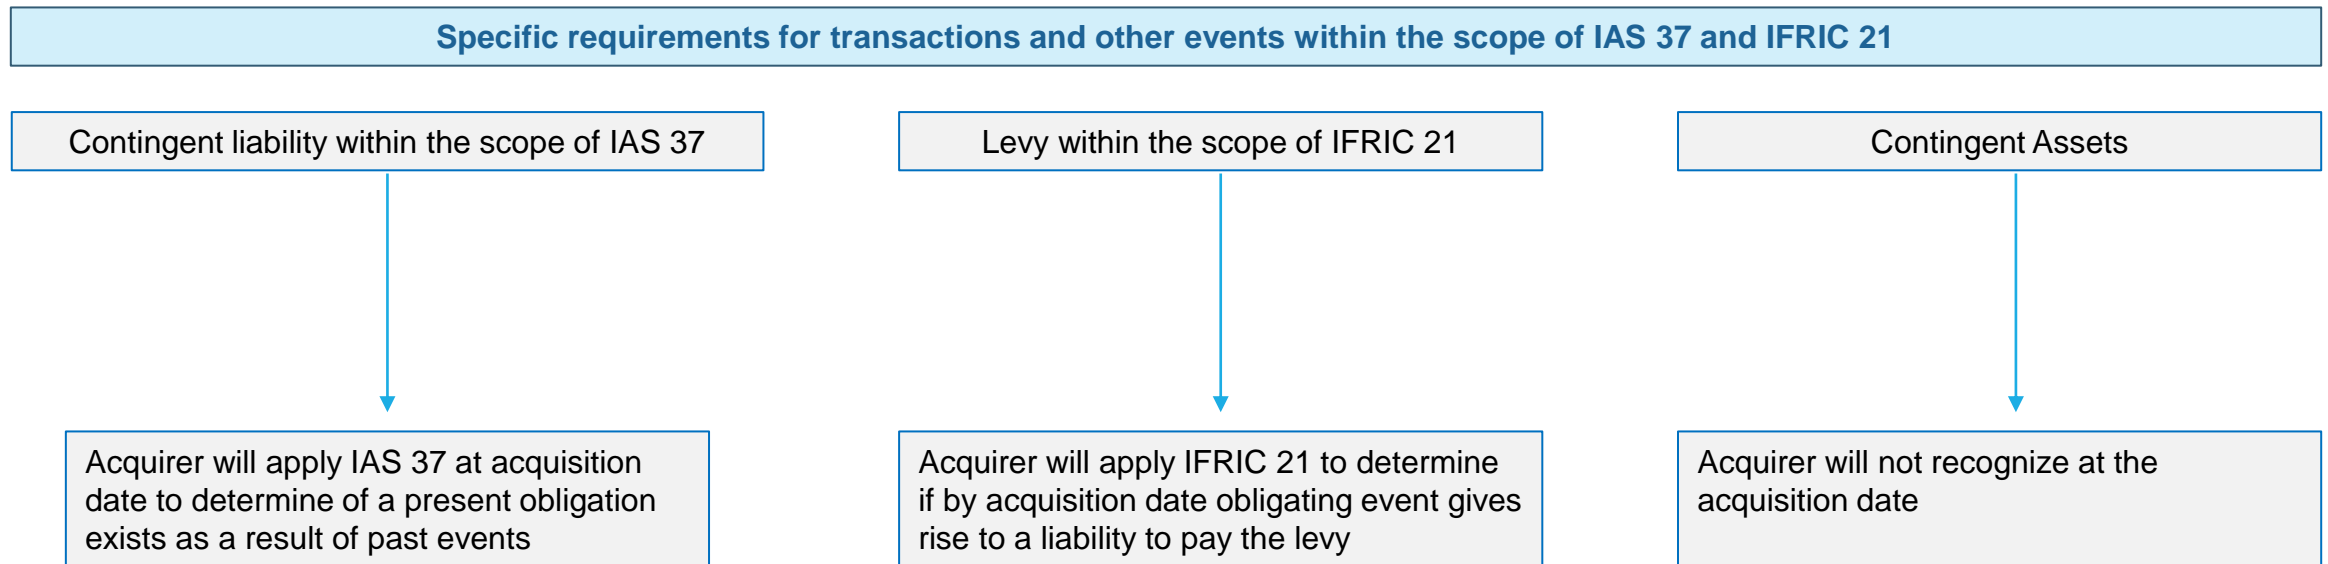 Specific requirements for transactions and other events within the scope of IAS 37 and IFRIC 21
Contingent liability within the scope of IAS 37
Levy within the scope of IFRIC 21
Contingent Assets
Acquirer will apply IAS 37 at acquisition
date to determine of a present obligation
exists as a result of past events
Acquirer will apply IFRIC 21 to determine
if by acquisition date obligating event gives
rise to a liability to pay the levy
Acquirer will not recognize at the
acquisition date